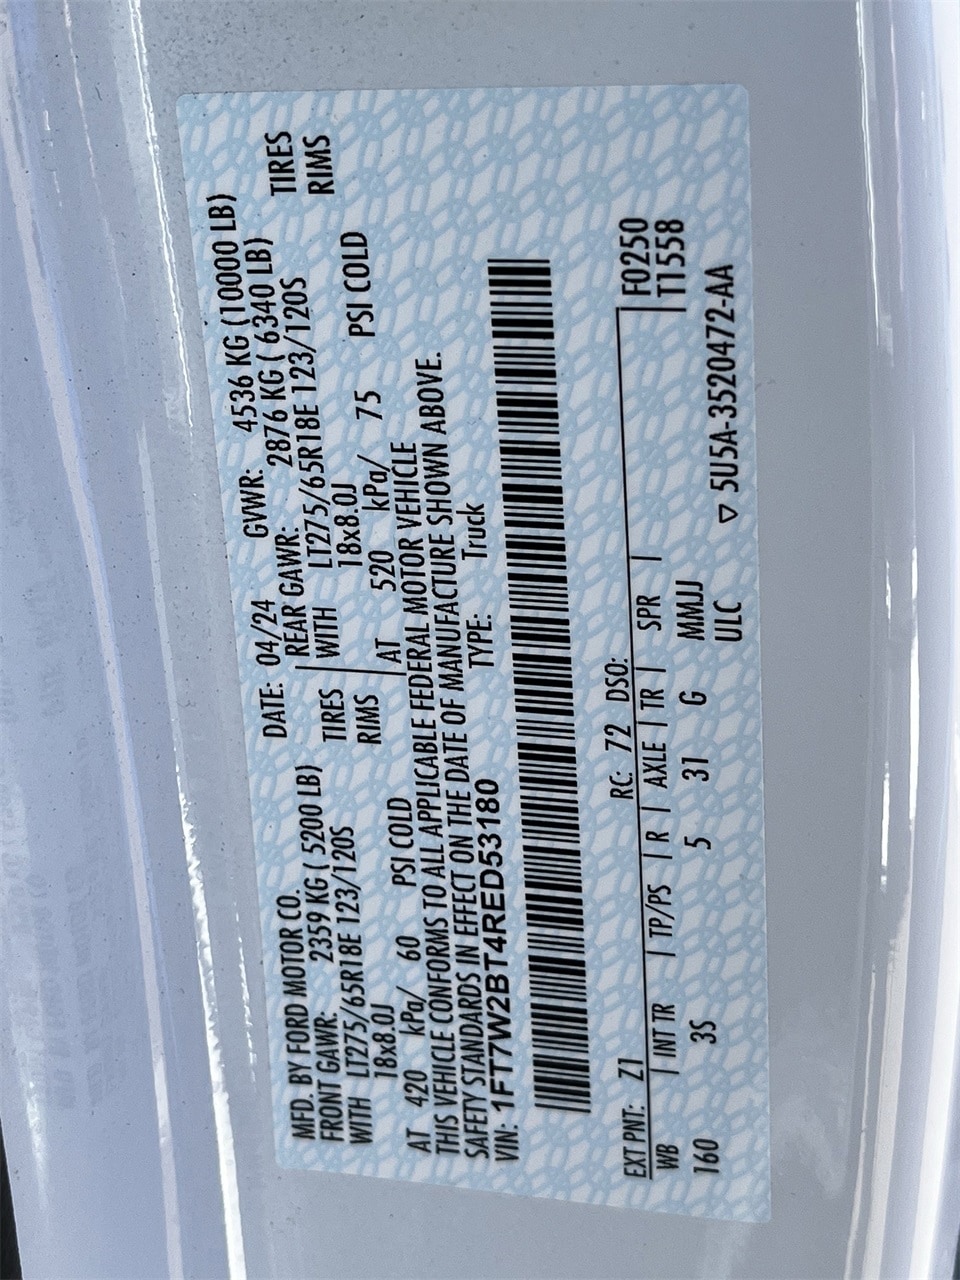 MFD. BY FORD MOTOR CO. DATE: 04/24 GVWR: 4536 KG (10000 LB)
FRONT GAWR: 2359 KG ( 5200 LB) REAR GAWR: 2876 KG ( 6340 LB)
WITH LT275/65R18E 123/120S TIRES WITH LT275/65R18E 123/120S TIRES
18x8.0J RIMS 18x8.0J RIMS
AT 420 kPa/ 60 PSI COLD AT 520 kPa/ 75 PSI COLD
THIS VEHICLE CONFORMS TO ALL APPLICABLE FEDERAL MOTOR VEHICLE
SAFETY STANDARDS IN EFFECT ON THE DATE OF MANUFACTURE SHOWN ABOVE.
VIN: 1FT7W2BT4RED53180 TYPE: Truck
EXT PNT: Z1 RC: 72 DSO: F0250
WB | INT TR | TP/PS | R | AXLE | TR | SPR | T1558
160 3S 5 31 G MMJJ
ULC ▽ 5U5A-3520472-AA